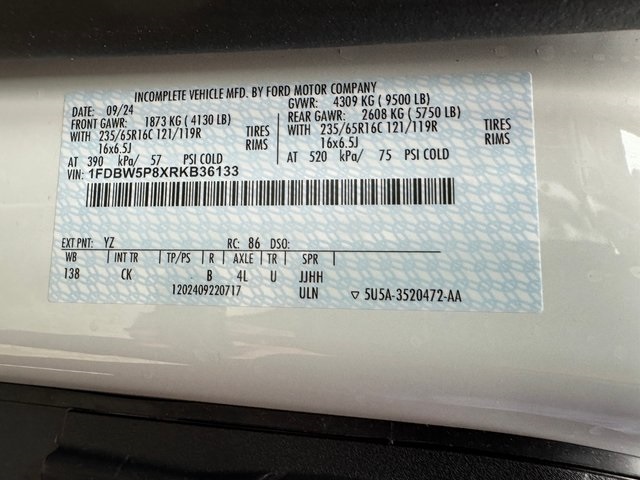 INCOMPLETE VEHICLE MFD. BY FORD MOTOR COMPANY
DATE: 09/24 GVWR: 4309 KG ( 9500 LB)
FRONT GAWR: 1873 KG ( 4130 LB) REAR GAWR: 2608 KG ( 5750 LB)
WITH 235/65R16C 121/119R TIRES WITH 235/65R16C 121/119R TIRES
16x6.5J RIMS 16x6.5J RIMS
AT 390 kPa/ 57 PSI COLD AT 520 kPa/ 75 PSI COLD
VIN: 1FDBW5P8XRKB36133
EXT PNT: YZ RC: 86 DSO:
WB INT TR TP/PS R AXLE TR SPR
138 CK B 4L U JJHH
1202409220717 ULN ▽ 5U5A-3520472-AA